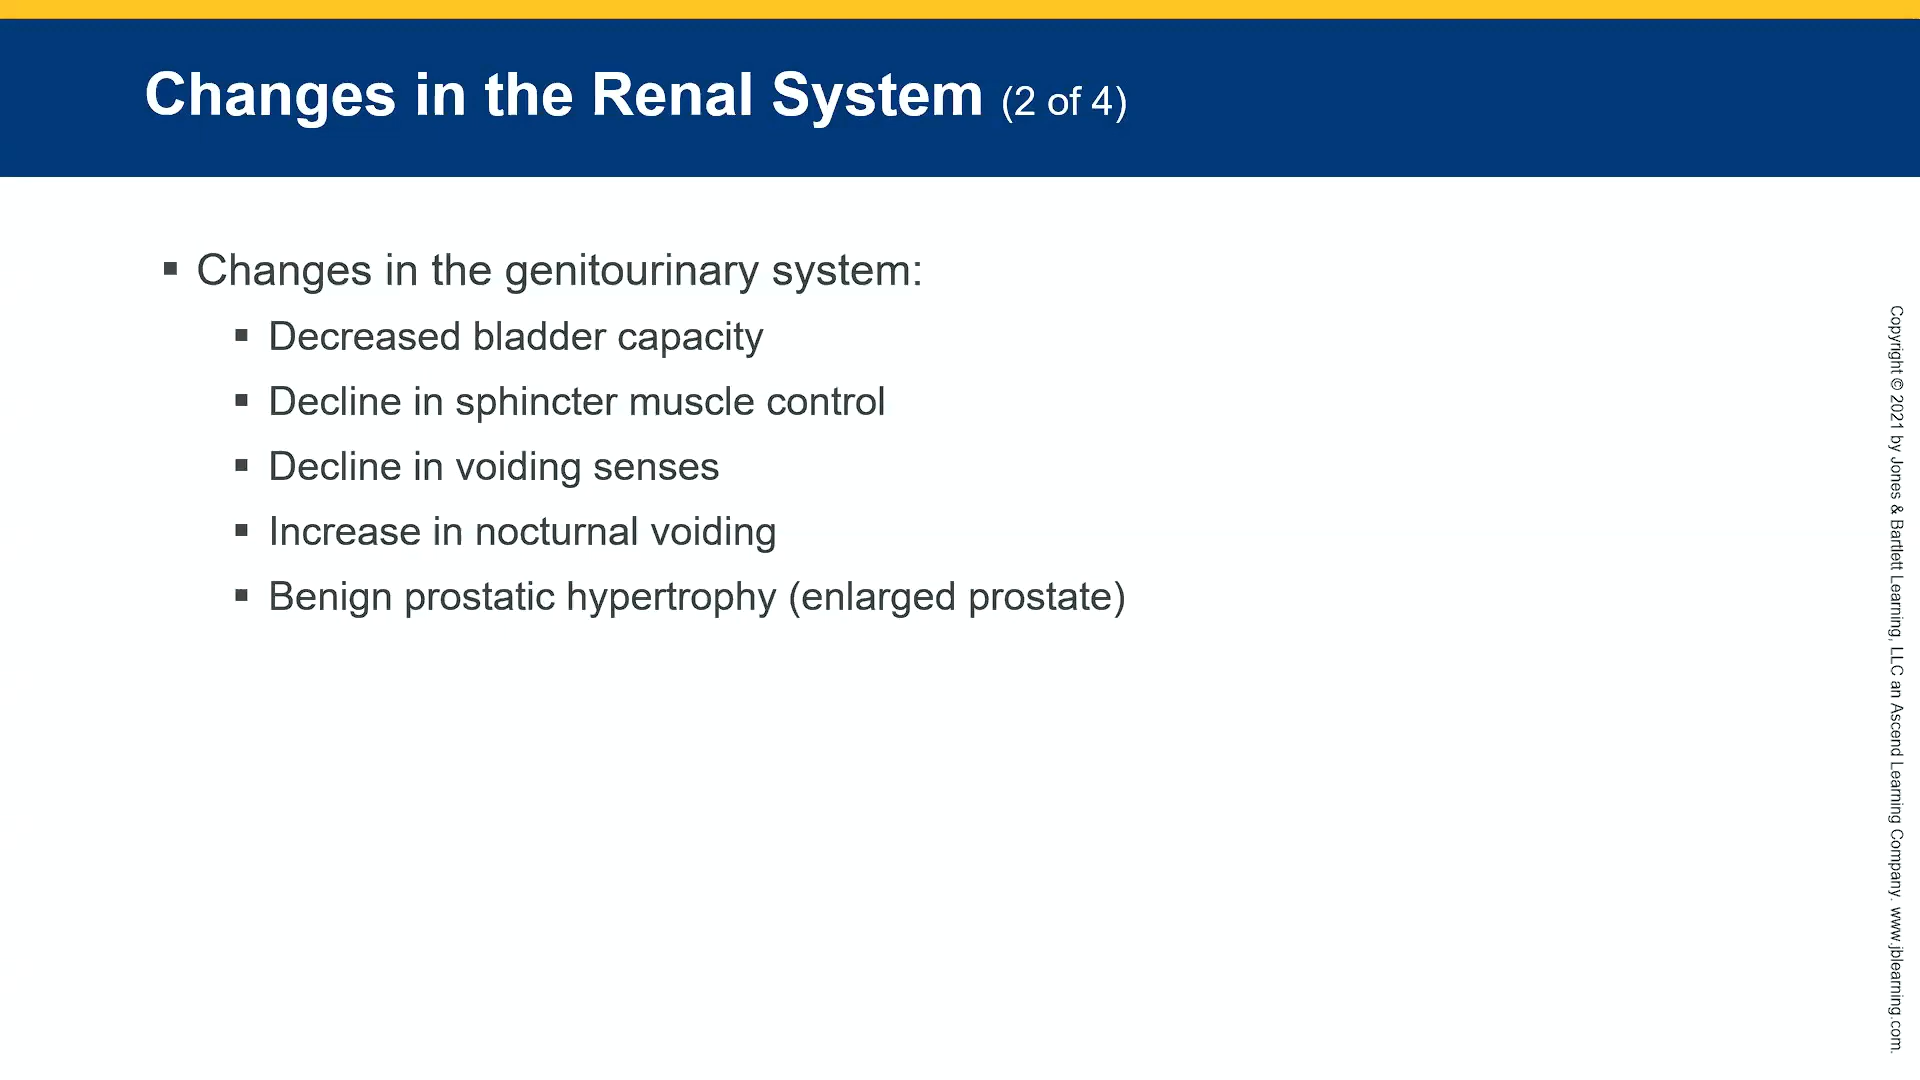 Changes in the Renal System (2 of 4)
▪ Changes in the genitourinary system:
▪ Decreased bladder capacity
▪ Decline in sphincter muscle control
▪ Decline in voiding senses
▪ Increase in nocturnal voiding
▪ Benign prostatic hypertrophy (enlarged prostate)
Copyright © 2021 by Jones & Bartlett Learning, LLC an Ascend Learning Company. www.jblearning.com.